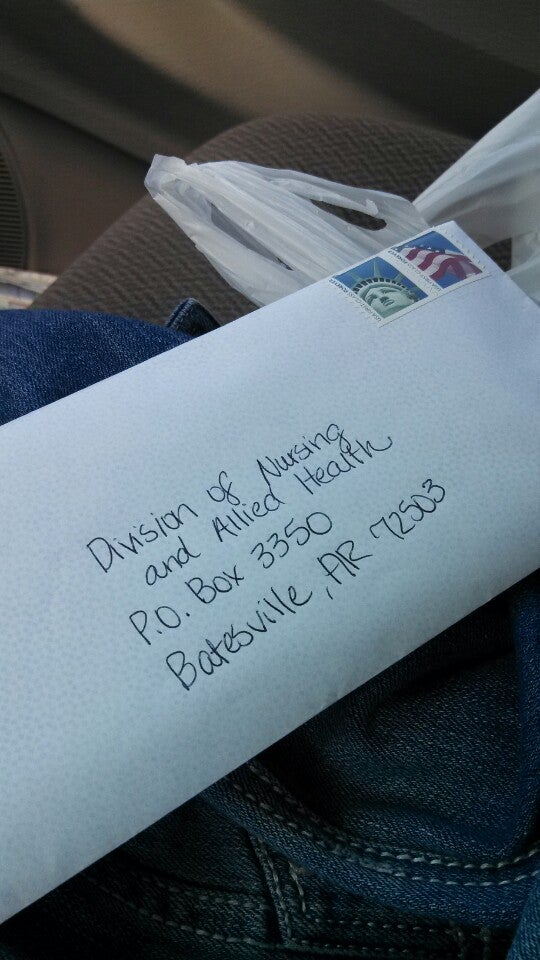 Division of Nursing
and Allied Health
P.O. Box 3350
Batesville, AR 72503